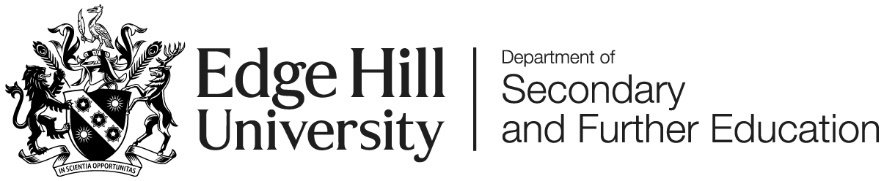 Edge Hill
University
Department of
Secondary
and Further Education
IN SCIENTIA OPPORTUNITAS